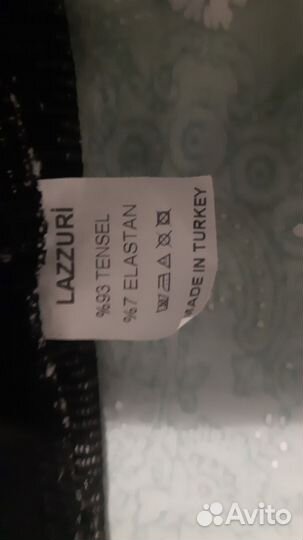 LAZZURİ
%93 TENSEL
%7 ELASTAN
MADE IN TURKEY
Avito